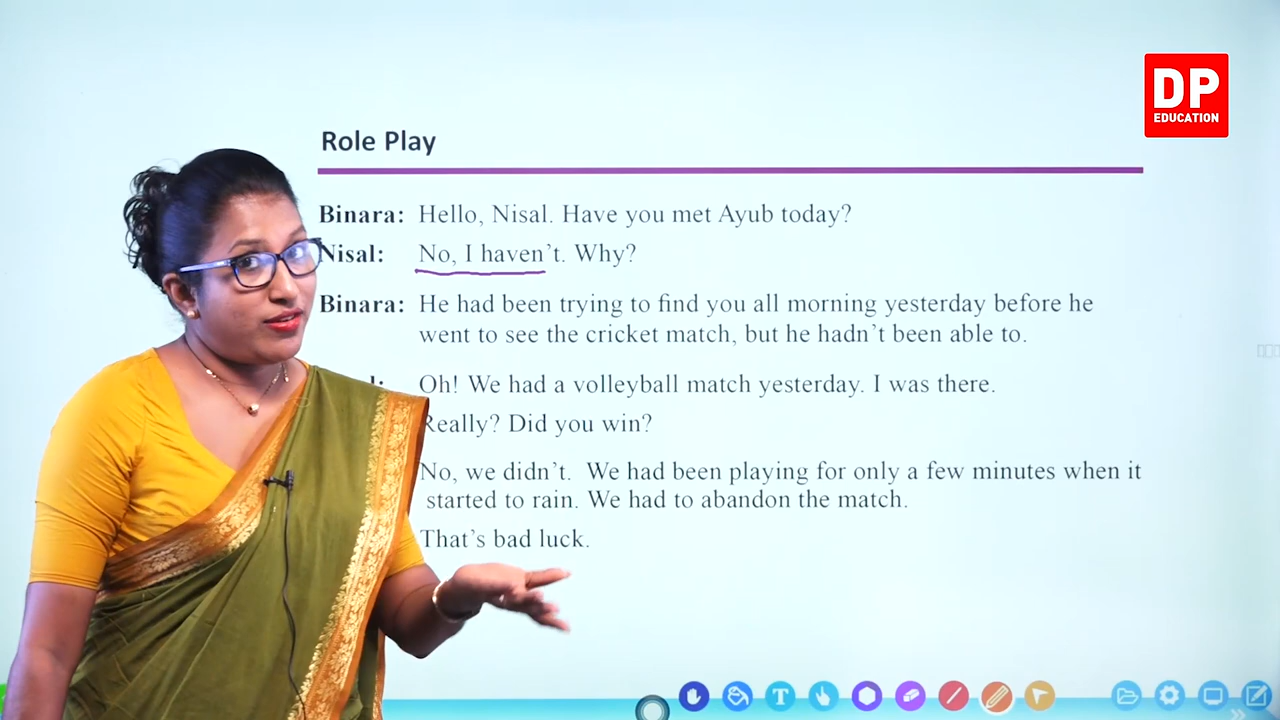 DP
EDUCATION
Role Play
Binara: Hello, Nisal. Have you met Ayub today?
Nisal: No, I haven’t. Why?
Binara: He had been trying to find you all morning yesterday before he
went to see the cricket match, but he hadn’t been able to.
Oh! We had a volleyball match yesterday. I was there.
Really? Did you win?
No, we didn’t. We had been playing for only a few minutes when it
started to rain. We had to abandon the match.
That’s bad luck.